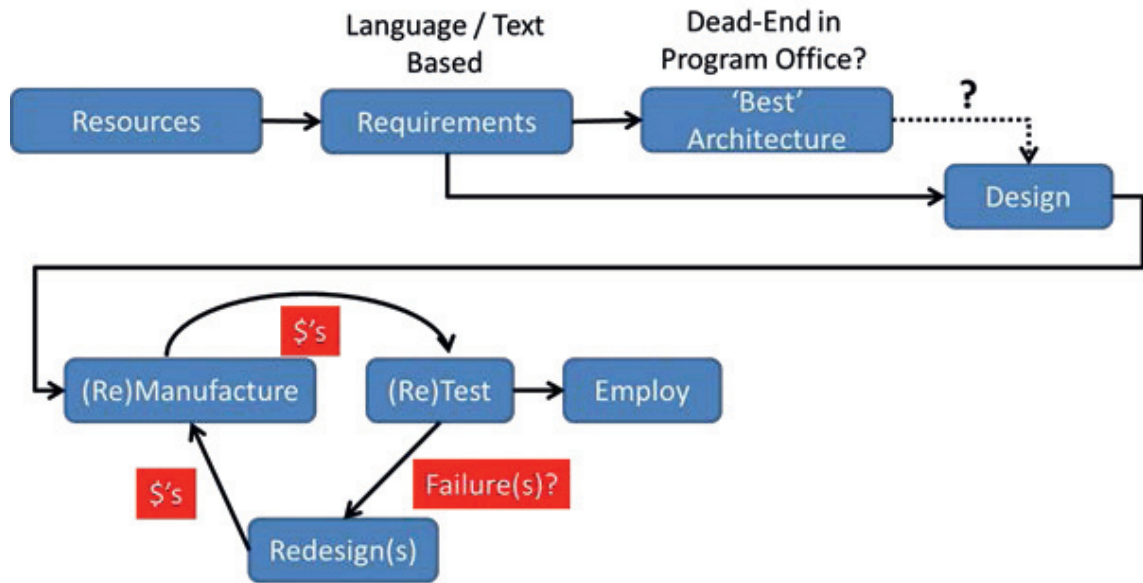 Language / Text
Based
Dead-End in
Program Office?
Resources
Requirements
'Best'
Architecture
?
Design
$'s
(Re)Manufacture
(Re)Test
Employ
$'s
Failure(s)?
Redesign(s)